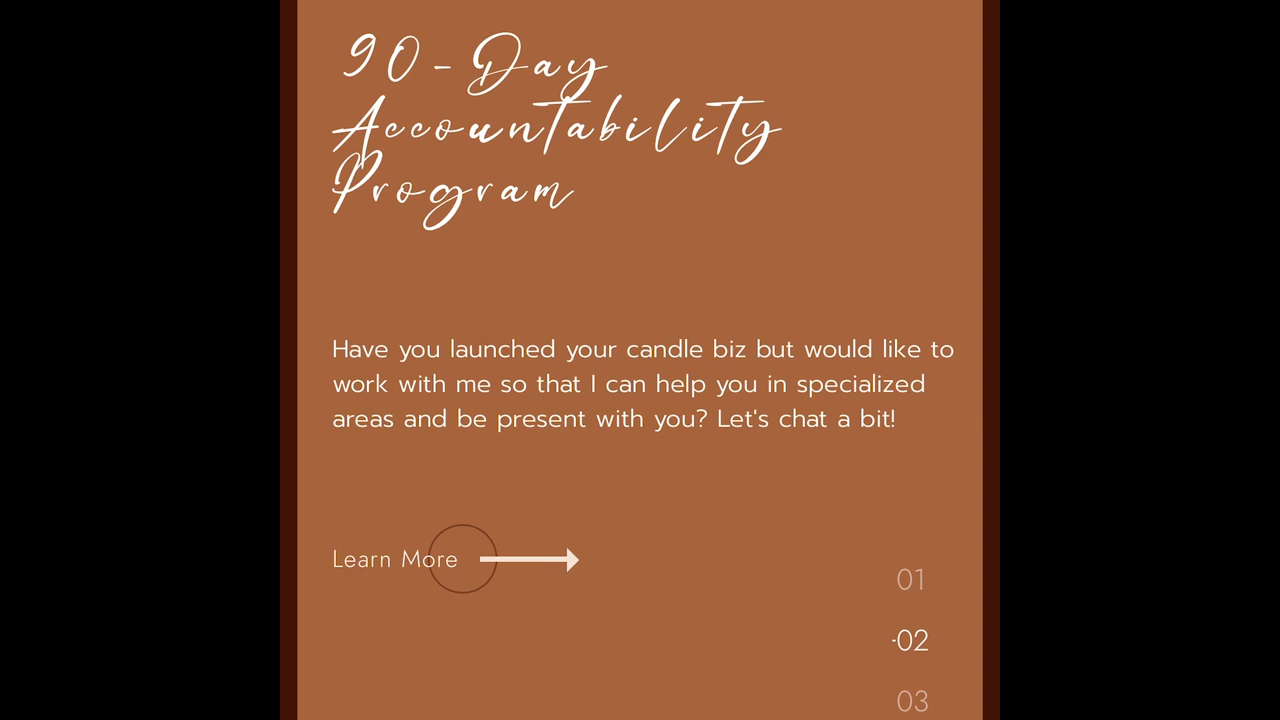 90-Day
Accountability
Program
Have you launched your candle biz but would like to
work with me so that I can help you in specialized
areas and be present with you? Let's chat a bit!
Learn More
01
·02
03